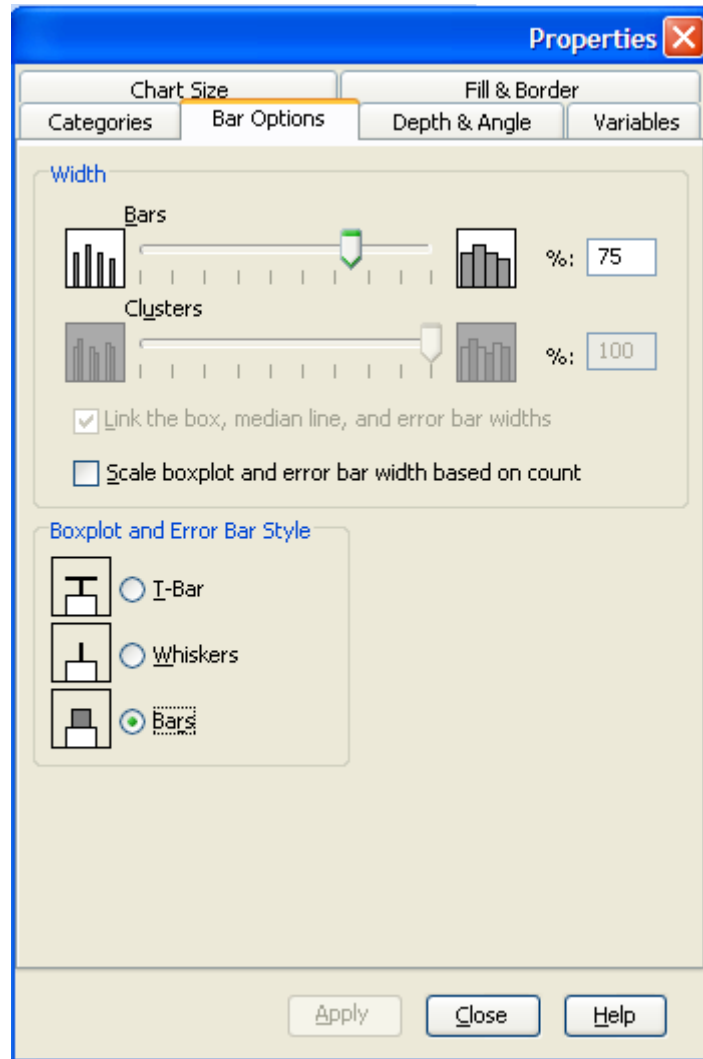 Properties
Chart Size Fill & Border
Categories Bar Options Depth & Angle Variables
Width
Bars
%: 75
Clusters
%: 100
Link the box, median line, and error bar widths
Scale boxplot and error bar width based on count
Boxplot and Error Bar Style
T-Bar
Whiskers
Bars
Apply Close Help